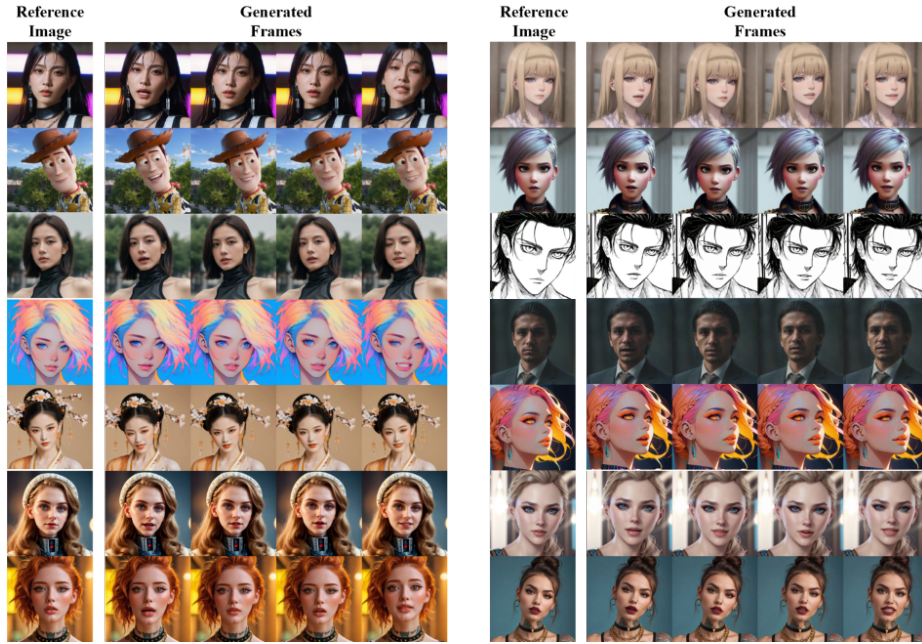 Reference
Image
Generated
Frames
Reference
Image
Generated
Frames